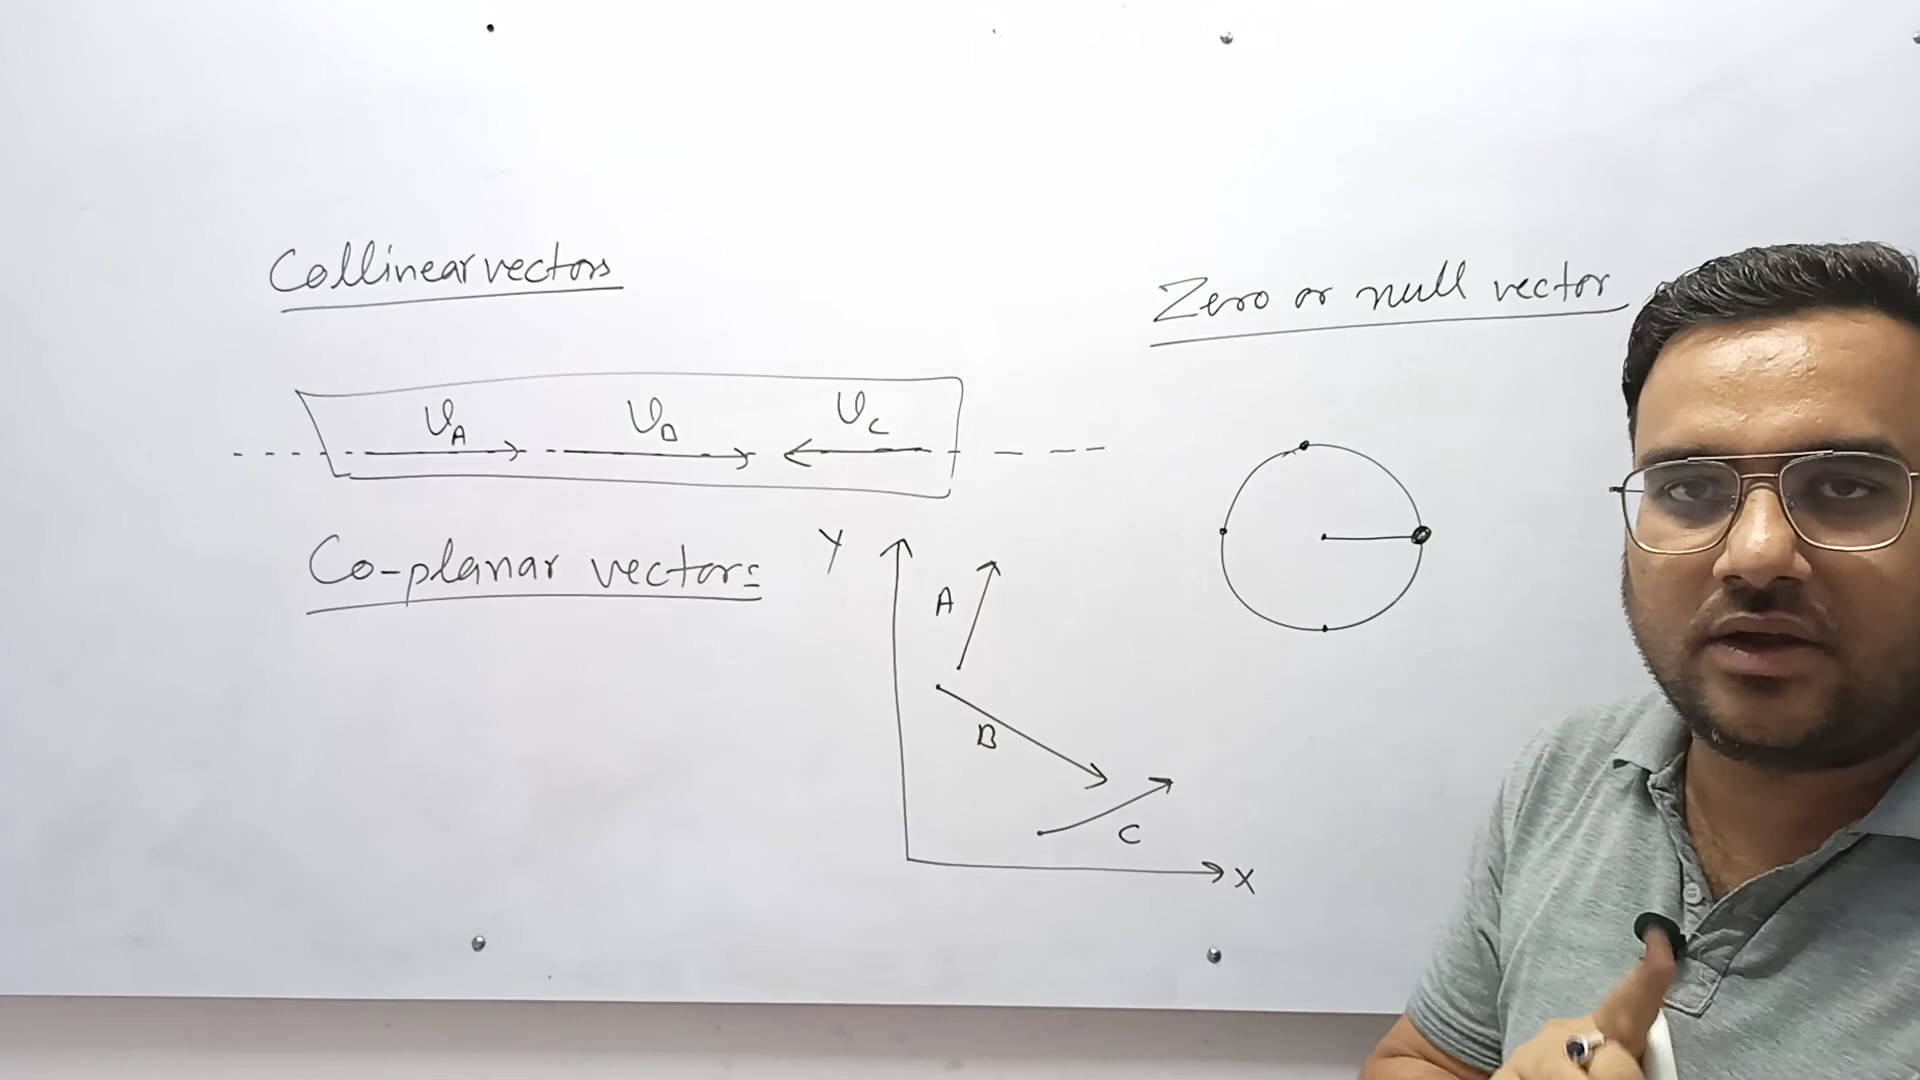 Collinear vectors
Zero or null vector
VA VB VC
Co-planar vectors
Y
A
B
C
X